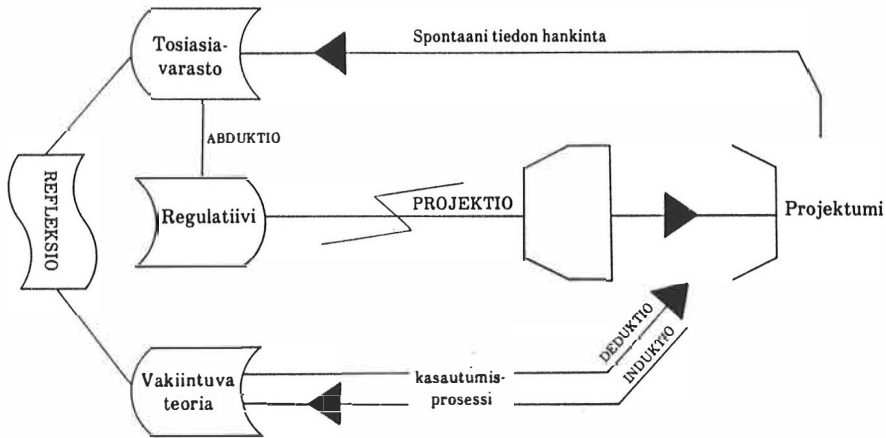 Tosiasia-
varasto
Spontaani tiedon hankinta
ABDUKTIO
REFLEKSIO
Regulatiivi
PROJEKTIO
Projektumi
DEDUKTIO
INDUKTIO
Vakiintuva
teoria
kasautumis-
prosessi